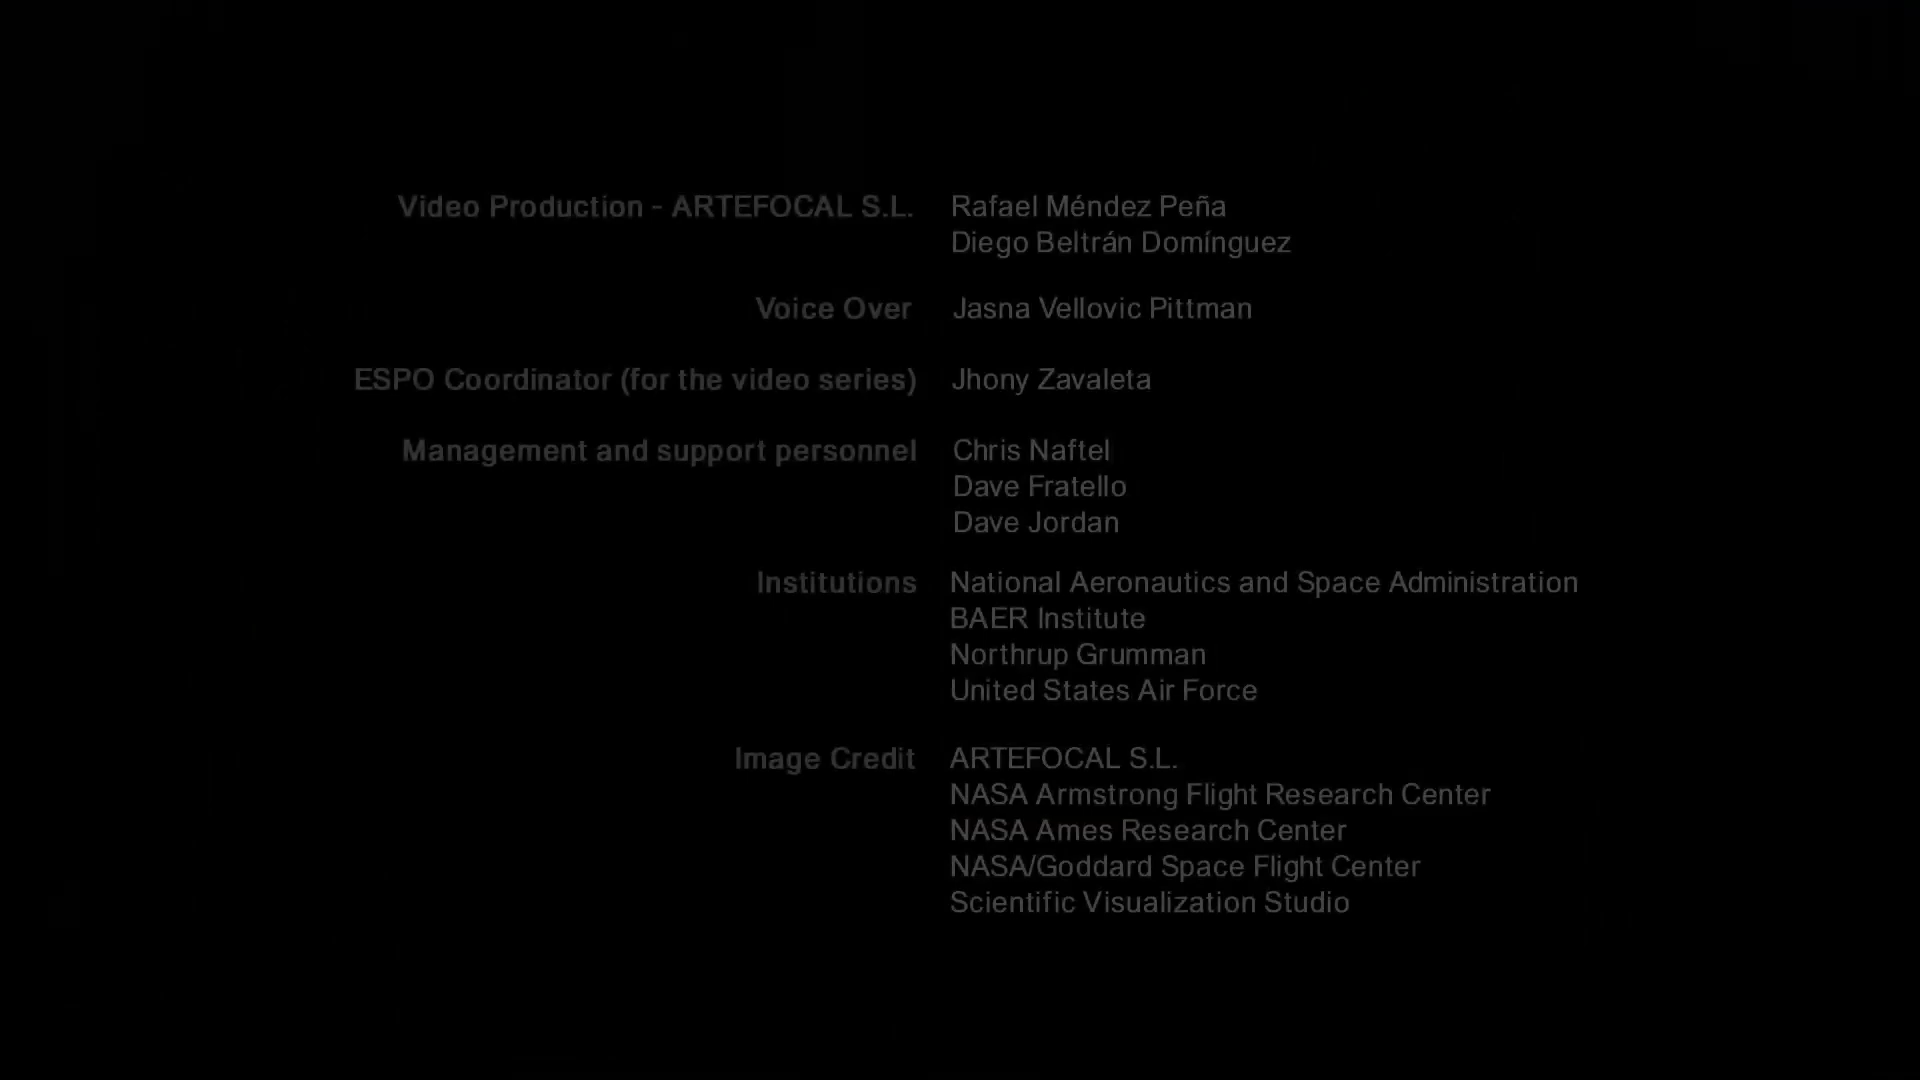 Video Production - ARTEFOCAL S.L. Rafael Méndez Peña
Diego Beltrán Domínguez
Voice Over Jasna Vellovic Pittman
ESPO Coordinator (for the video series) Jhony Zavaleta
Management and support personnel Chris Naftel
Dave Fratello
Dave Jordan
Institutions National Aeronautics and Space Administration
BAER Institute
Northrup Grumman
United States Air Force
Image Credit ARTEFOCAL S.L.
NASA Armstrong Flight Research Center
NASA Ames Research Center
NASA/Goddard Space Flight Center
Scientific Visualization Studio